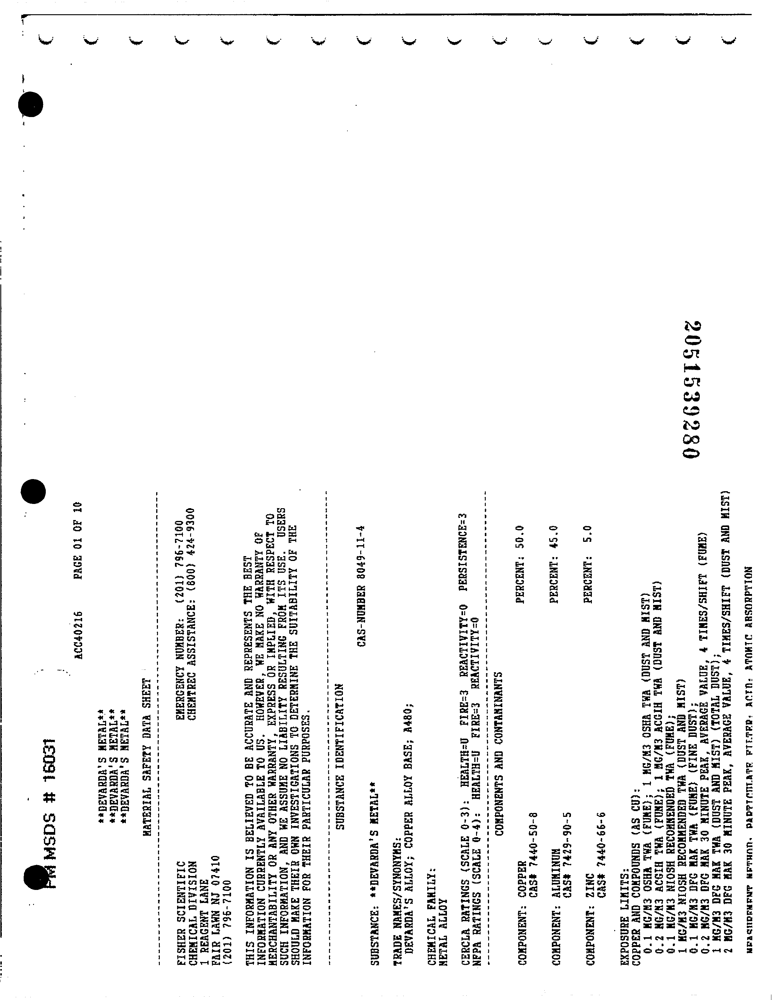 PM MSDS # 16031
ACC40216 PAGE 01 OF 10
**DEVARDA'S METAL**
**DEVARDA'S METAL**
**DEVARDA'S METAL**
MATERIAL SAFETY DATA SHEET
FISHER SCIENTIFIC EMERGENCY NUMBER: (201) 796-7100
CHEMICAL DIVISION CHEMTREC ASSISTANCE: (800) 424-9300
1 REAGENT LANE
FAIR LAWN NJ 07410
(201) 796-7100
THIS INFORMATION IS BELIEVED TO BE ACCURATE AND REPRESENTS THE BEST
INFORMATION CURRENTLY AVAILABLE TO US. HOWEVER, WE MAKE NO WARRANTY OF
MERCHANTABILITY OR ANY OTHER WARRANTY, EXPRESS OR IMPLIED, WITH RESPECT TO
SUCH INFORMATION, AND WE ASSUME NO LIABILITY RESULTING FROM ITS USE. USERS
SHOULD MAKE THEIR OWN INVESTIGATIONS TO DETERMINE THE SUITABILITY OF THE
INFORMATION FOR THEIR PARTICULAR PURPOSES.
SUBSTANCE IDENTIFICATION
CAS-NUMBER 8049-11-4
SUBSTANCE: **DEVARDA'S METAL**
TRADE NAMES/SYNONYMS:
DEVARDA'S ALLOY; COPPER ALLOY BASE; A480;
CHEMICAL FAMILY:
METAL ALLOY
CERCLA RATINGS (SCALE 0-3): HEALTH=U FIRE=3 REACTIVITY=0 PERSISTENCE=3
NFPA RATINGS (SCALE 0-4): HEALTH=U FIRE=3 REACTIVITY=0
COMPONENTS AND CONTAMINANTS
COMPONENT: COPPER PERCENT: 50.0
CAS# 7440-50-8
COMPONENT: ALUMINUM PERCENT: 45.0
CAS# 7429-90-5
COMPONENT: ZINC PERCENT: 5.0
CAS# 7440-66-6
EXPOSURE LIMITS:
COPPER AND COMPOUNDS (AS CU):
0.1 MG/M3 OSHA TWA (FUME); 1 MG/M3 OSHA TWA (DUST AND MIST)
0.2 MG/M3 ACGIH TWA (FUME); 1 MG/M3 ACGIH TWA (DUST AND MIST)
0.1 MG/M3 NIOSH RECOMMENDED TWA (FUME);
1 MG/M3 NIOSH RECOMMENDED TWA (DUST AND MIST)
0.1 MG/M3 DFG MAK TWA (FUME) (FINE DUST);
0.2 MG/M3 DFG MAK 30 MINUTE PEAK, AVERAGE VALUE, 4 TIMES/SHIFT (FUME)
1 MG/M3 DFG MAK TWA (DUST AND MIST) (TOTAL DUST);
2 MG/M3 DFG MAK 30 MINUTE PEAK, AVERAGE VALUE, 4 TIMES/SHIFT (DUST AND MIST)
MEASUREMENT METHOD: PARTICULATE FILTER; ACID; ATOMIC ABSORPTION
2051539280